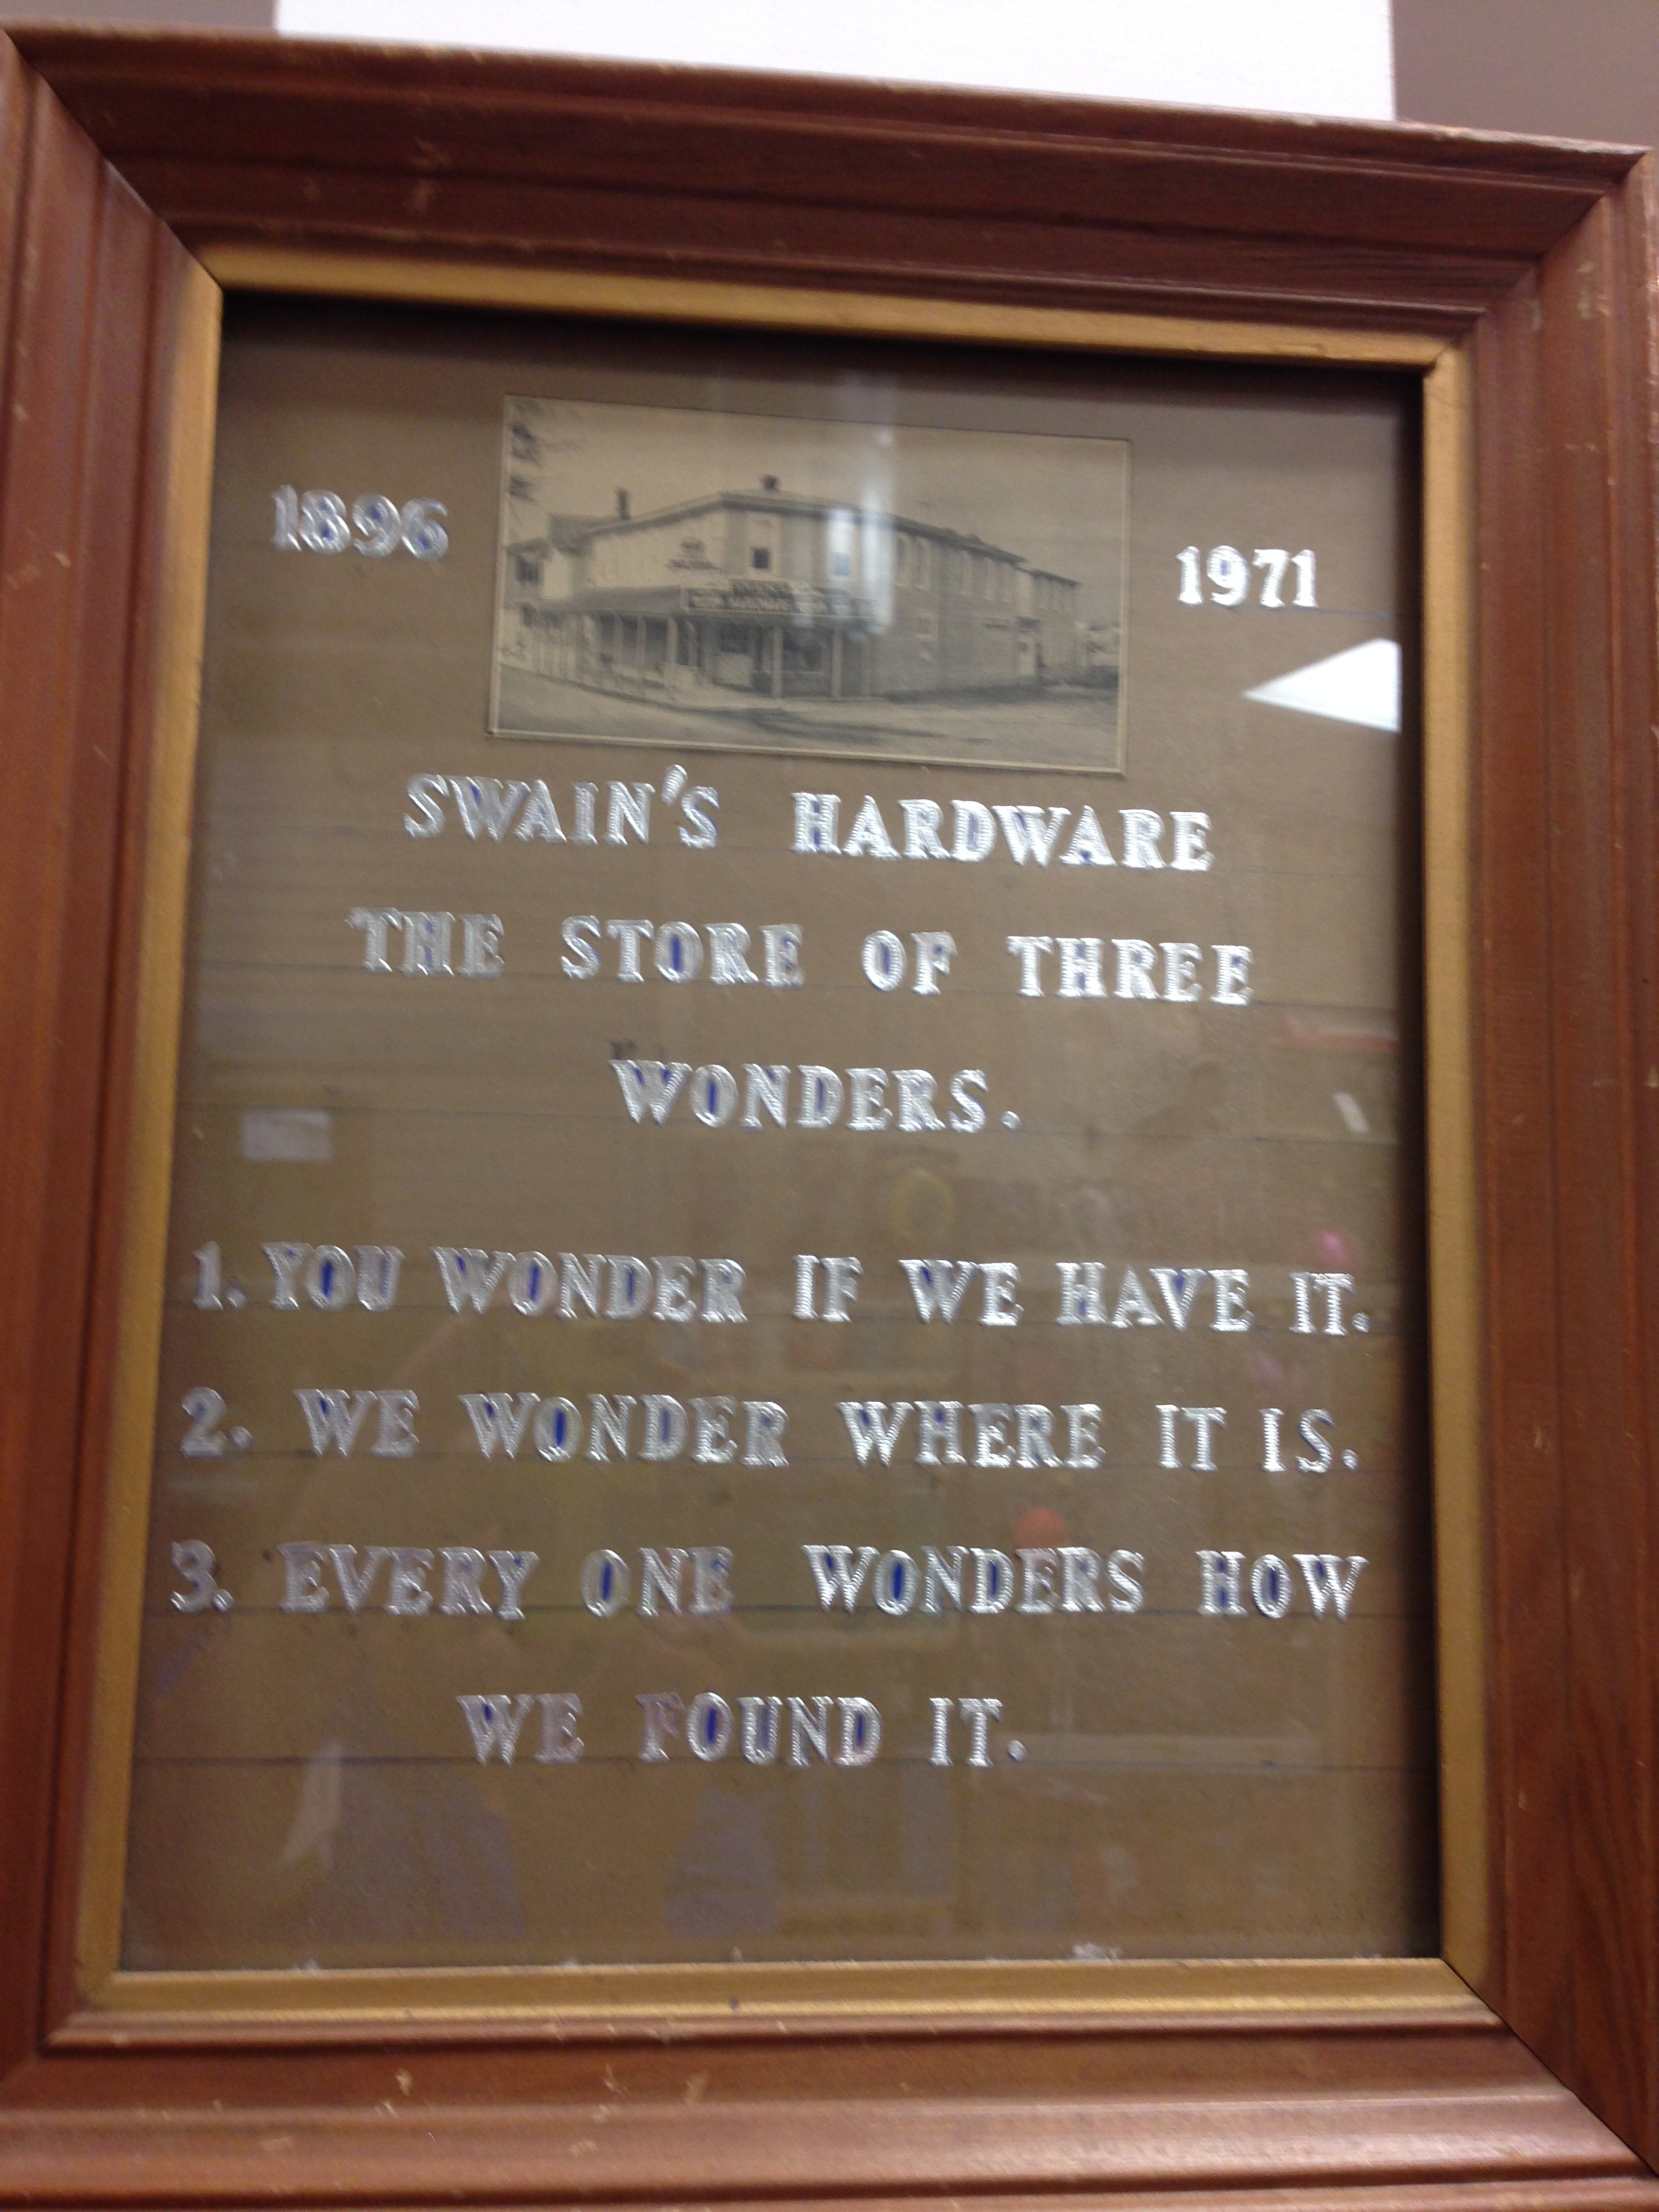 1896
1971
SWAIN'S HARDWARE
THE STORE OF THREE
WONDERS.
1. YOU WONDER IF WE HAVE IT.
2. WE WONDER WHERE IT IS.
3. EVERY ONE WONDERS HOW
WE FOUND IT.